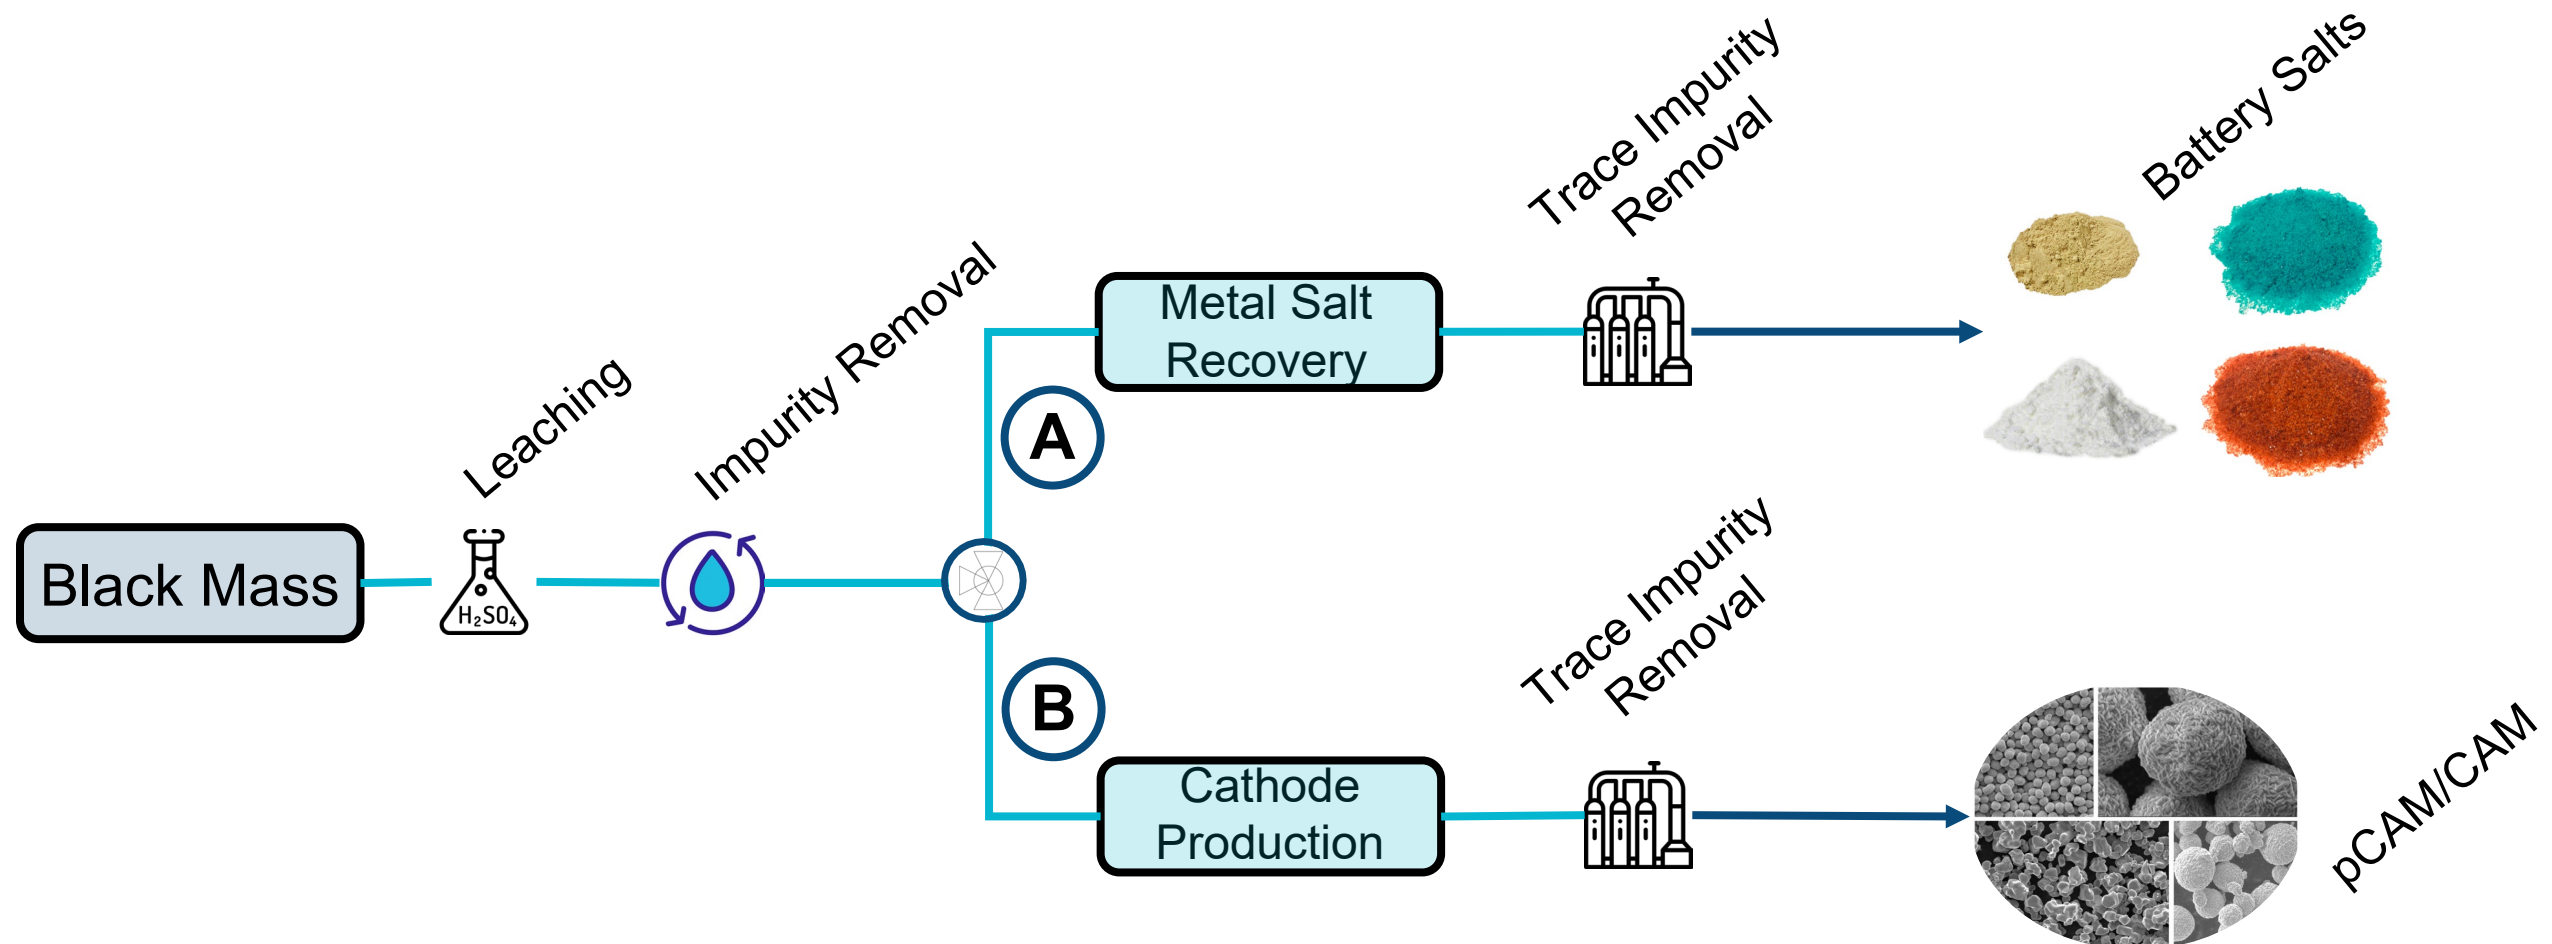 Black Mass
Leaching
H₂SO₄
Impurity Removal
A
Metal Salt
Recovery
Trace Impurity
Removal
Battery Salts
B
Cathode
Production
Trace Impurity
Removal
pCAM/CAM